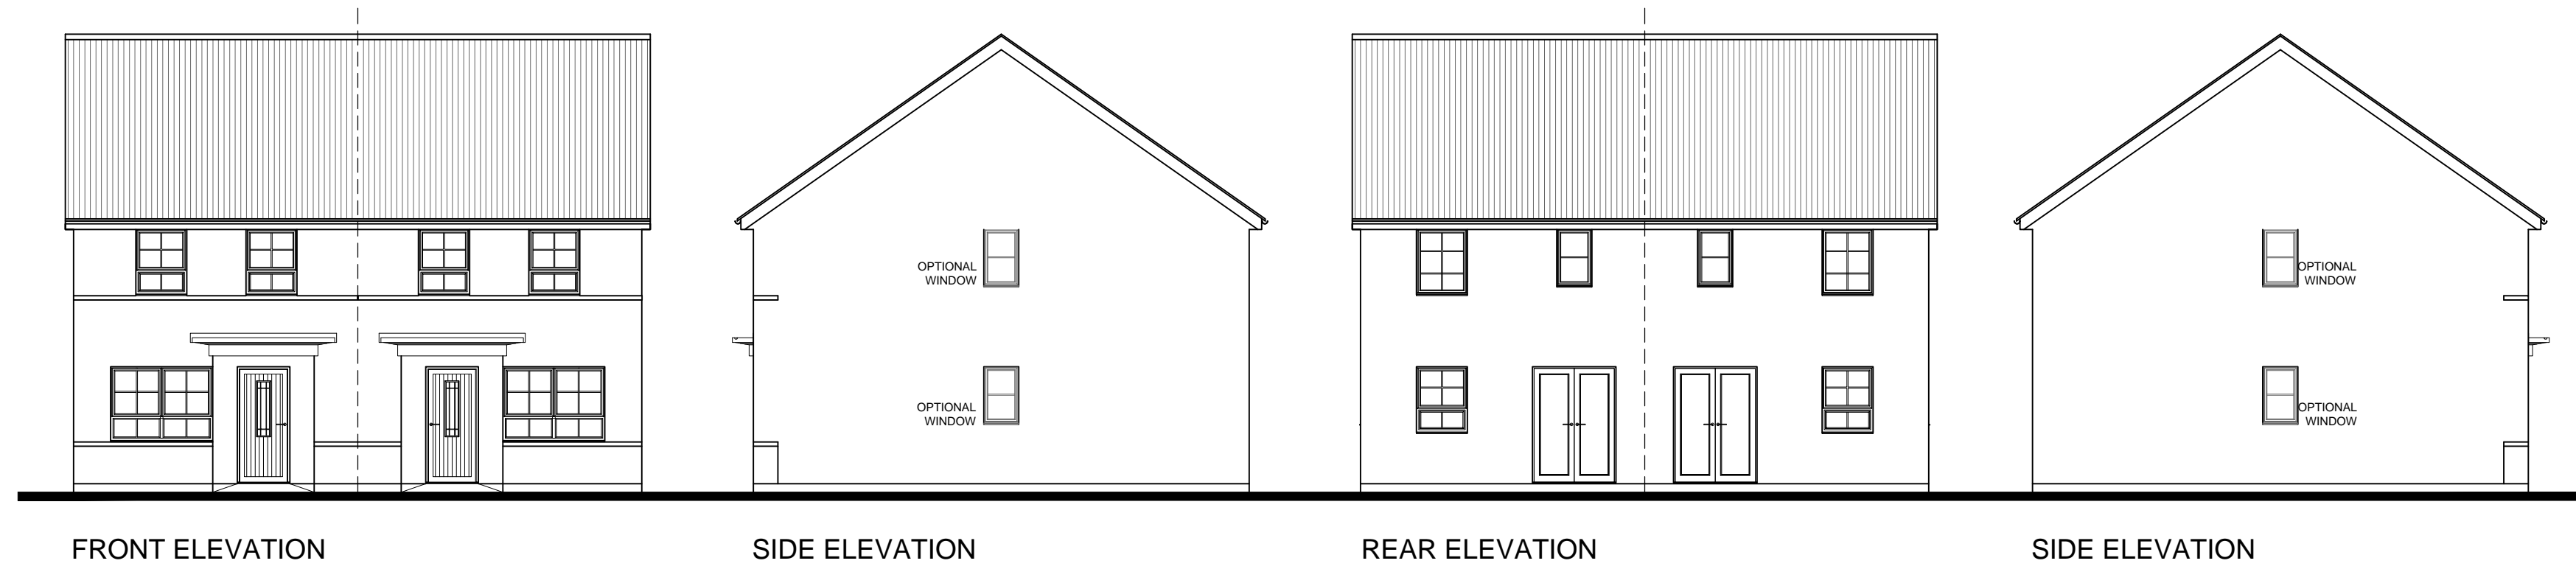 OPTIONAL
WINDOW
OPTIONAL
WINDOW
OPTIONAL
WINDOW
OPTIONAL
WINDOW
FRONT ELEVATION
SIDE ELEVATION
REAR ELEVATION
SIDE ELEVATION